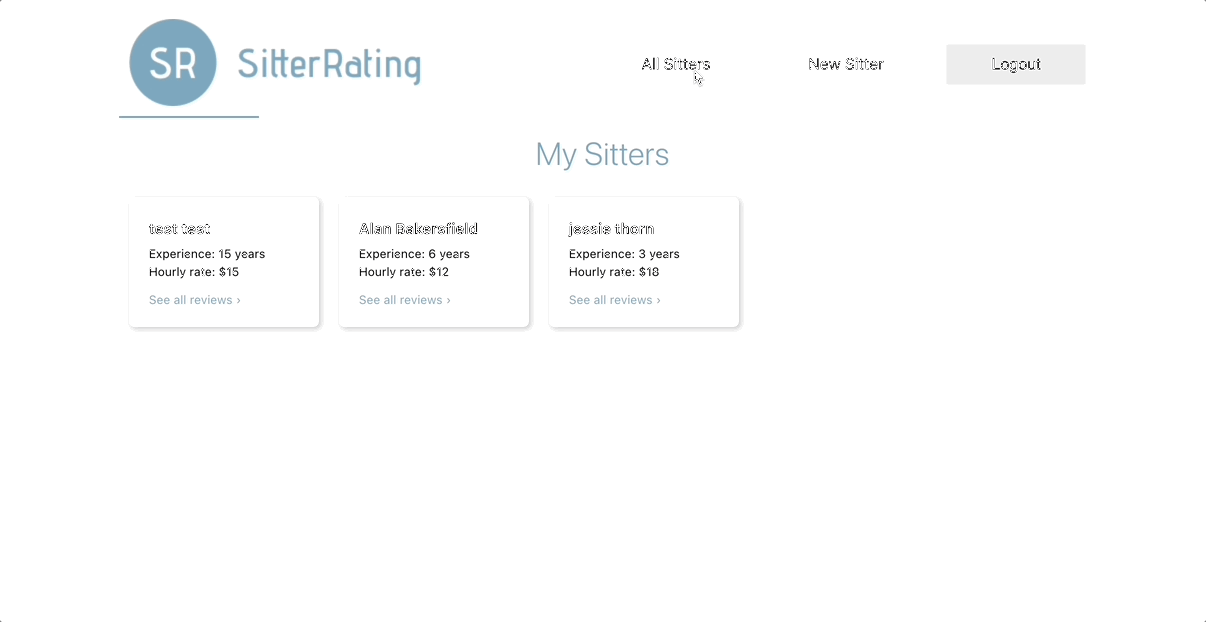 SR SitterRating
All Sitters
New Sitter
Logout
My Sitters
test test
Experience: 15 years
Hourly rate: $15
See all reviews ›
Alan Bakersfield
Experience: 6 years
Hourly rate: $12
See all reviews ›
jessie thorn
Experience: 3 years
Hourly rate: $18
See all reviews ›